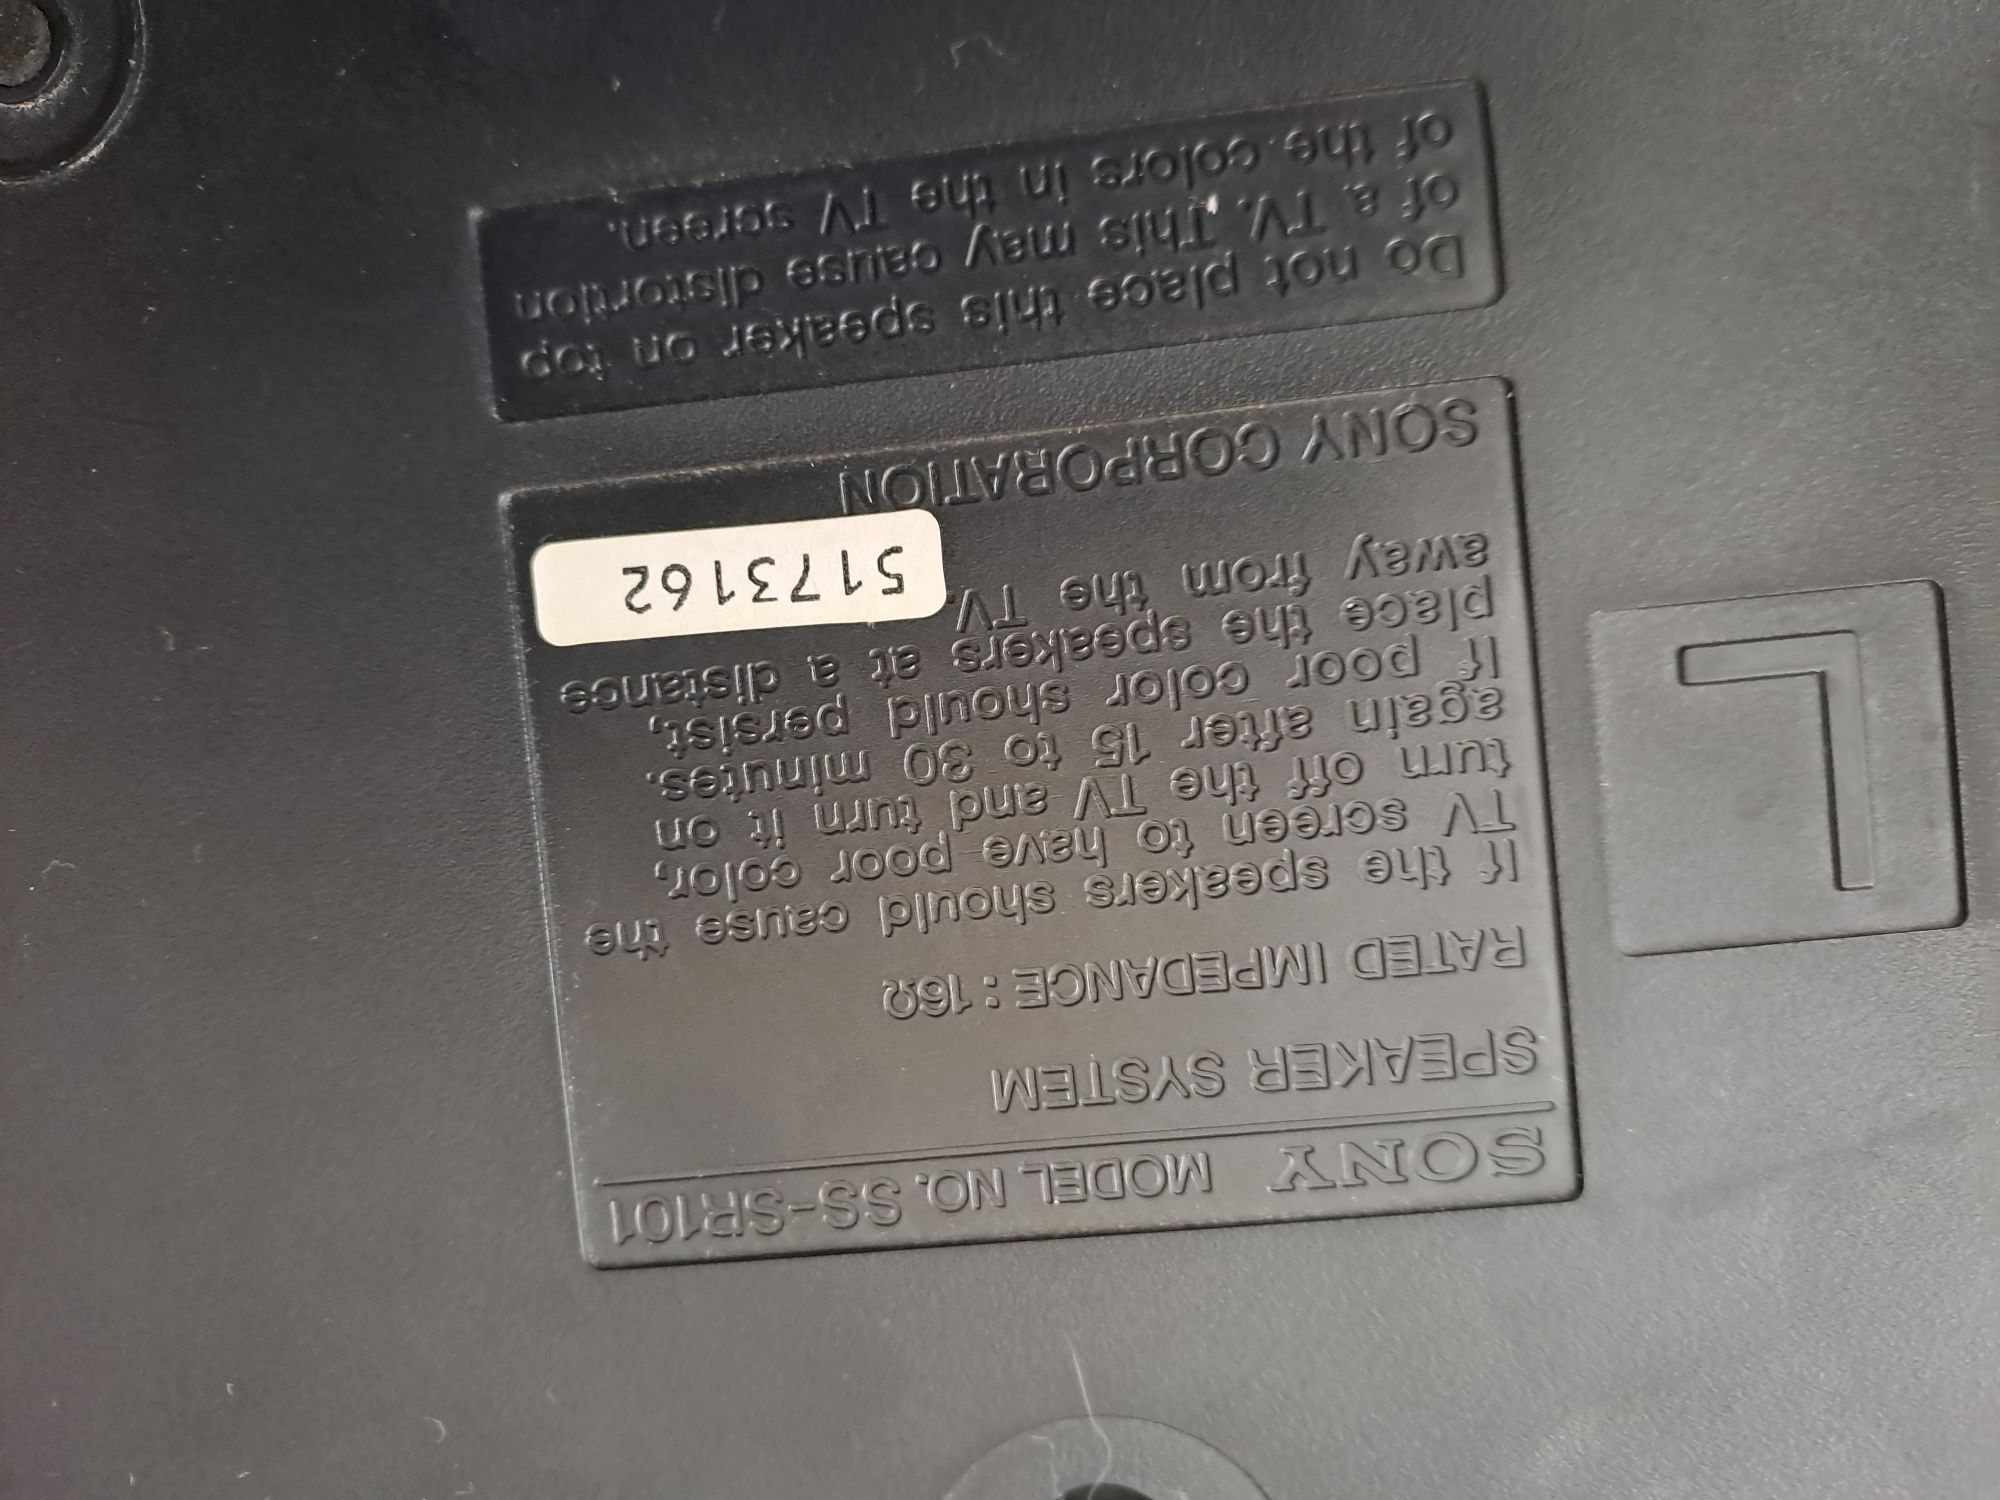 SONY MODEL NO. SS-SR101
SPEAKER SYSTEM
RATED IMPEDANCE : 16Ω
If the speakers should cause the
TV screen to have poor color,
turn off the TV and turn it on
again after 15 to 30 minutes.
If poor color should persist,
place the speakers at a distance
away from the TV.
5173162
SONY CORPORATION
Do not place this speaker on top
of a TV. This may cause distortion
of the colors in the TV screen.
L